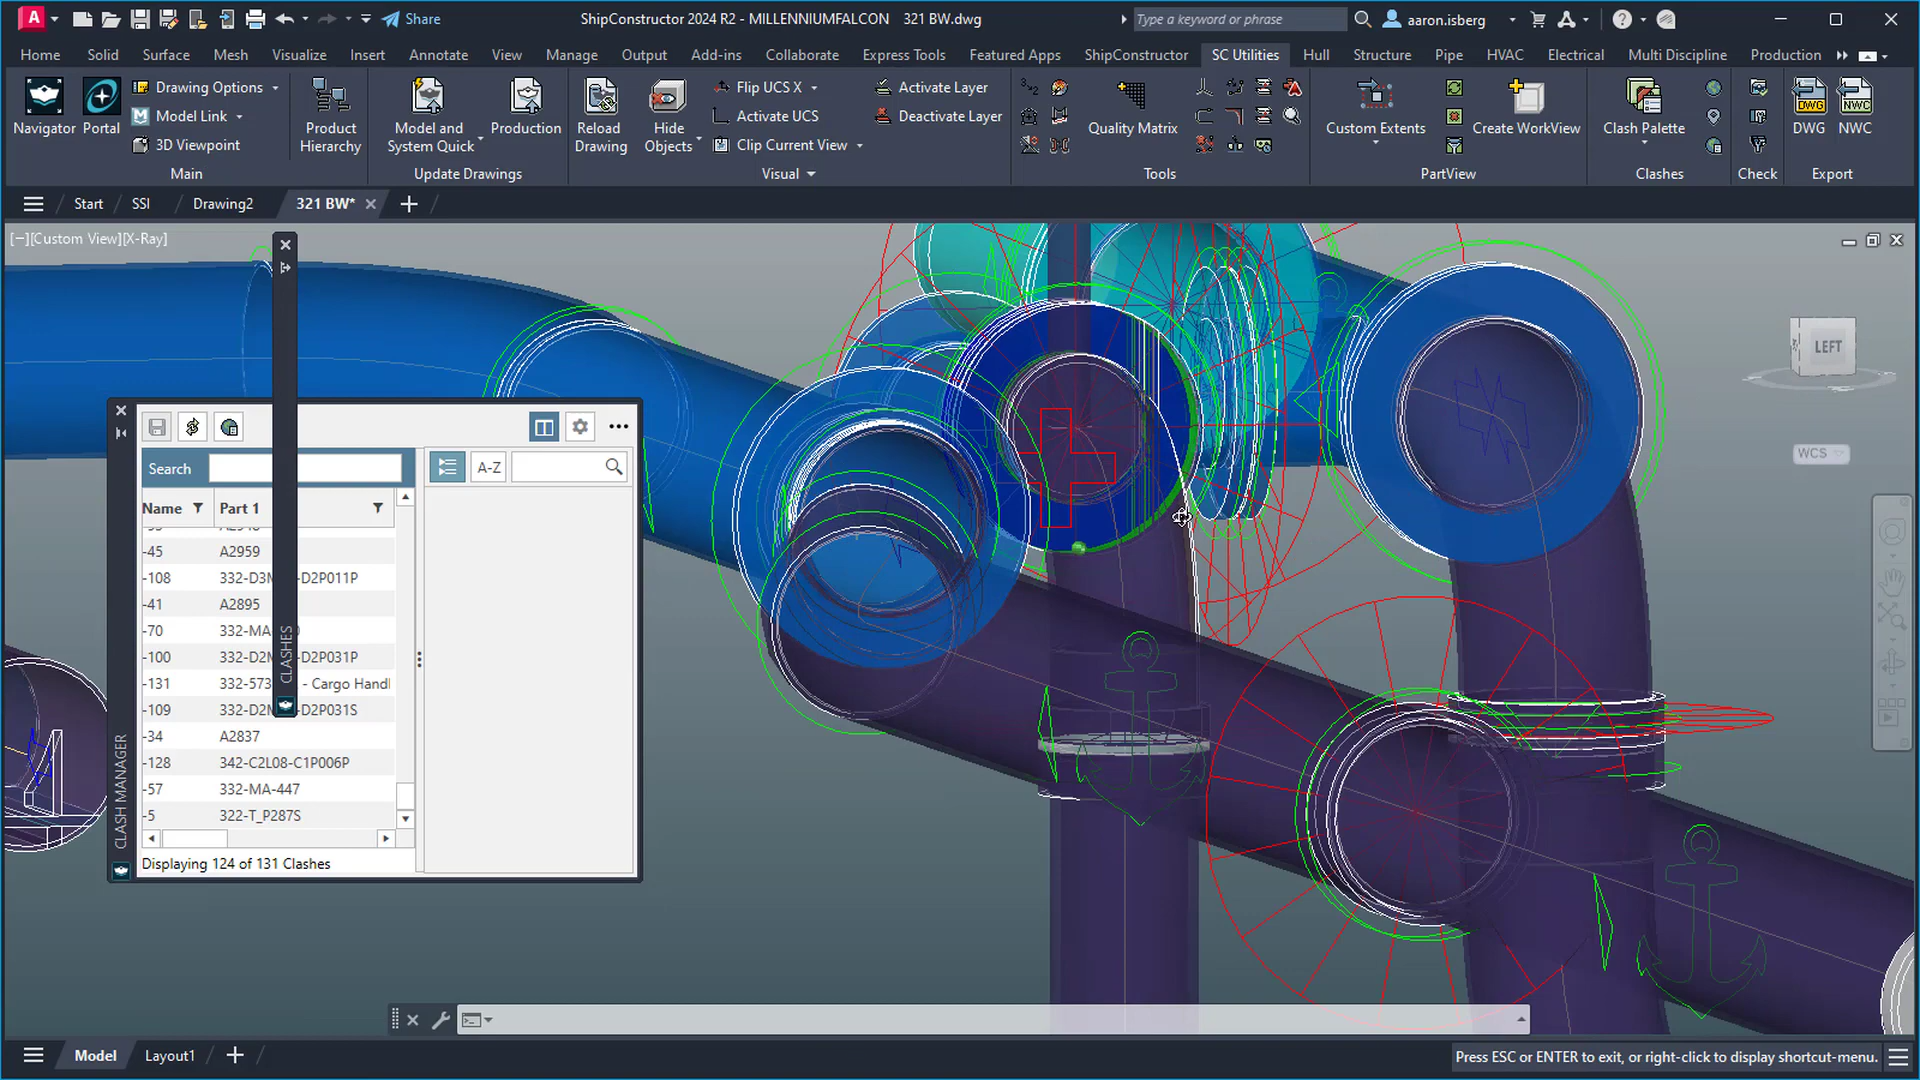 Share
ShipConstructor 2024 R2 - MILLENNIUMFALCON    321 BW.dwg
Type a keyword or phrase
aaron.isberg
Home
Solid
Surface
Mesh
Visualize
Insert
Annotate
View
Manage
Output
Add-ins
Collaborate
Express Tools
Featured Apps
ShipConstructor
SC Utilities
Hull
Structure
Pipe
HVAC
Electrical
Multi Discipline
Production
Navigator
Portal
Drawing Options
Model Link
3D Viewpoint
Main
Product
Hierarchy
Model and
System Quick
Production
Update Drawings
Reload
Drawing
Hide
Objects
Flip UCS X
Activate UCS
Clip Current View
Activate Layer
Deactivate Layer
Visual
Quality Matrix
Tools
Custom Extents
Create WorkView
PartView
Clash Palette
Clashes
Check
DWG
NWC
DWG
NWC
Export
Start
SSI
Drawing2
321 BW*
[−][Custom View][X-Ray]
LEFT
WCS
CLASHES
CLASH MANAGER
Search
A-Z
Name
Part 1
-45 A2959
-108 332-D3M -D2P011P
-41 A2895
-70 332-MA
-100 332-D2M -D2P031P
-131 332-573 - Cargo Handl
-109 332-D2M -D2P031S
-34 A2837
-128 342-C2L08-C1P006P
-57 332-MA-447
-5 322-T_P287S
Displaying 124 of 131 Clashes
Model
Layout1
Press ESC or ENTER to exit, or right-click to display shortcut-menu.